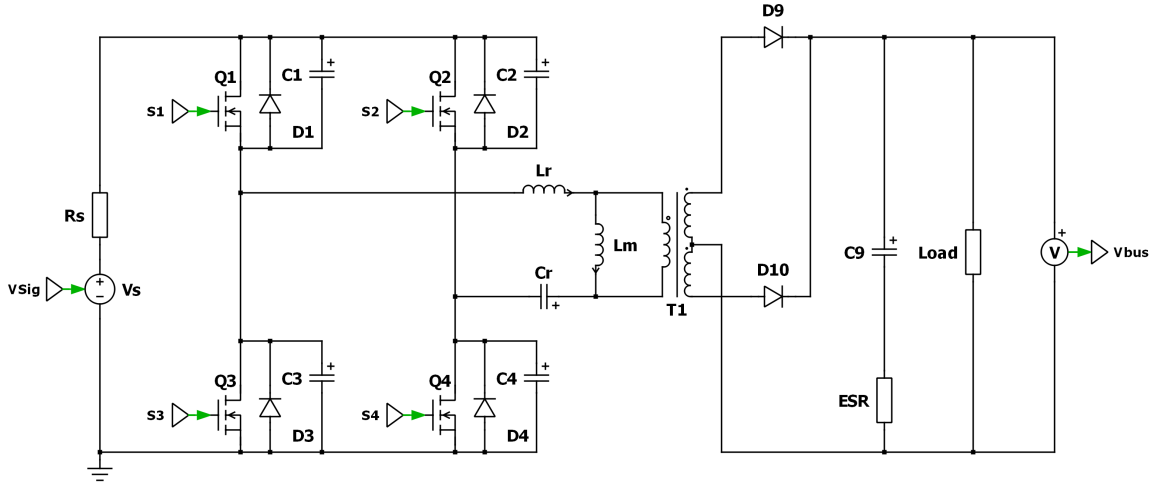 D9
Q1
C1
Q2
C2
S1
S2
D1
D2
Lr
Rs
Lm
C9
Load
V
Vbus
VSig
Vs
Cr
D10
T1
Q3
C3
Q4
C4
ESR
S3
S4
D3
D4